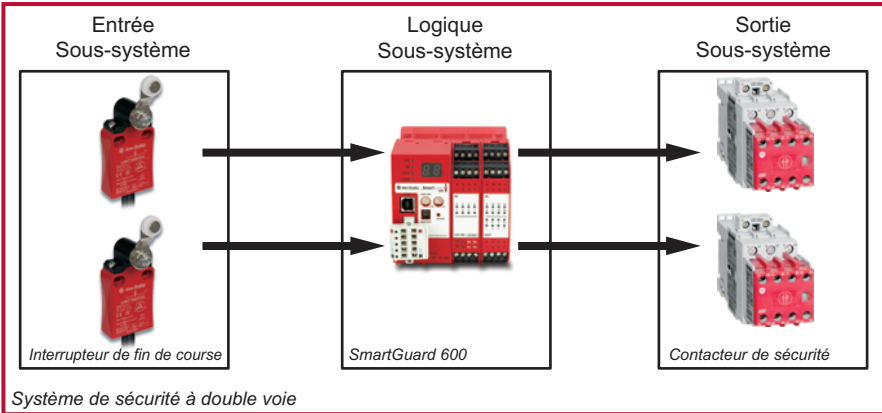 Entrée
Sous-système
Logique
Sous-système
Sortie
Sous-système
Interrupteur de fin de course
SmartGuard 600
Contacteur de sécurité
Système de sécurité à double voie